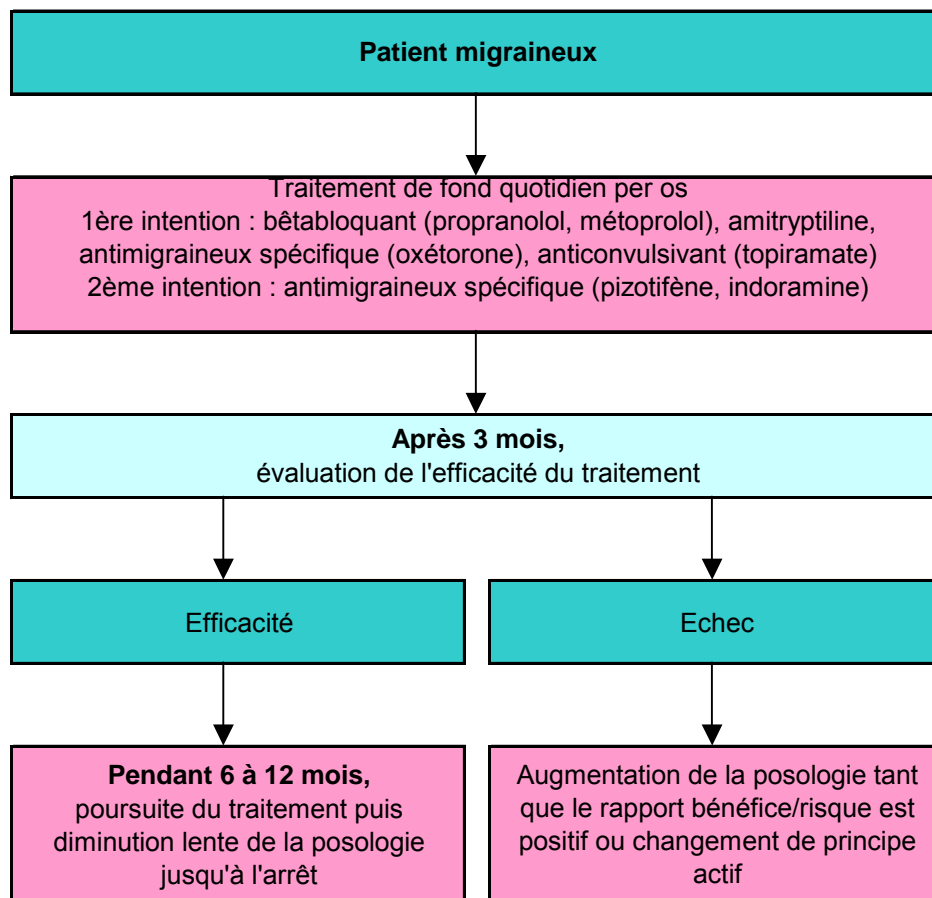 Patient migraineux
Traitement de fond quotidien per os
1ère intention : bêtabloquant (propranolol, métoprolol), amitryptiline,
antimigraineux spécifique (oxétorone), anticonvulsivant (topiramate)
2ème intention : antimigraineux spécifique (pizotifène, indoramine)
Après 3 mois,
évaluation de l'efficacité du traitement
Efficacité
Echec
Pendant 6 à 12 mois,
poursuite du traitement puis
diminution lente de la posologie
jusqu'à l'arrêt
Augmentation de la posologie tant
que le rapport bénéfice/risque est
positif ou changement de principe
actif